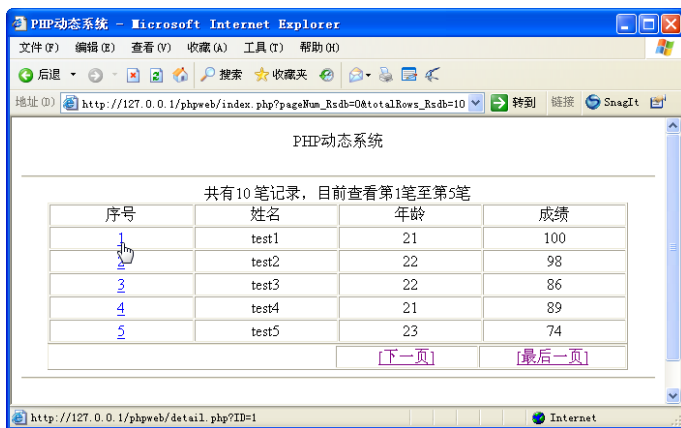 PHP动态系统 - Microsoft Internet Explorer
文件(F) 编辑(E) 查看(V) 收藏(A) 工具(T) 帮助(H)
后退 搜索 收藏夹
地址(D) http://127.0.0.1/phpweb/index.php?pageNum_Rsdb=0&totalRows_Rsdb=10 转到 链接 SnagIt
PHP动态系统
共有10 笔记录，目前查看第1笔至第5笔
序号 姓名 年龄 成绩
1 test1 21 100
2 test2 22 98
3 test3 22 86
4 test4 21 89
5 test5 23 74
[下一页] [最后一页]
http://127.0.0.1/phpweb/detail.php?ID=1 Internet